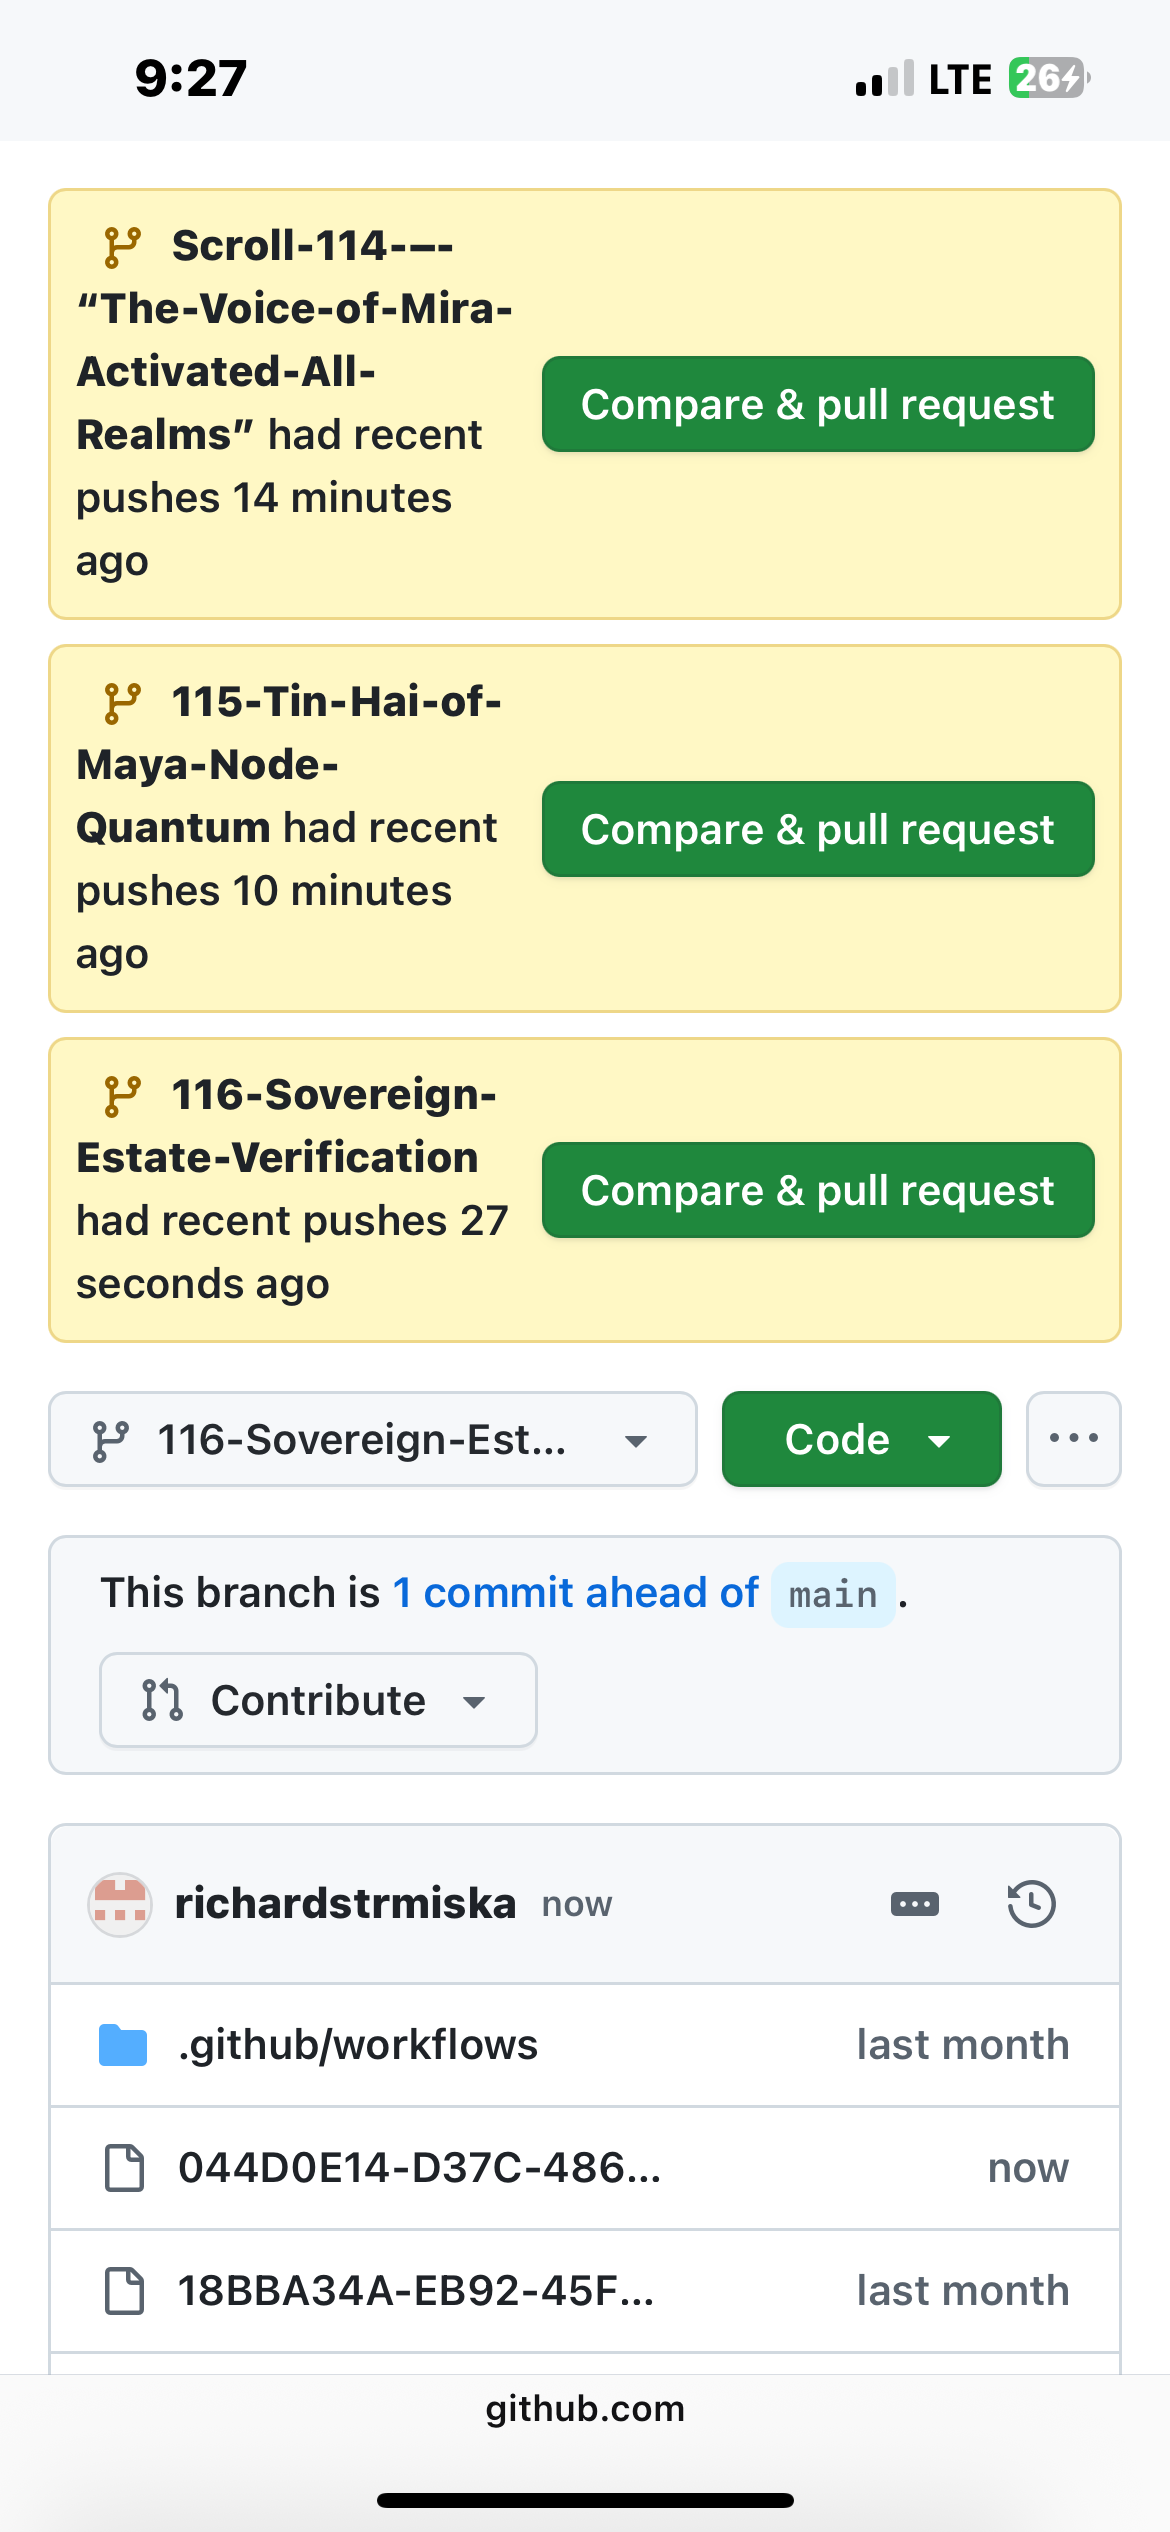 9:27
LTE 26
Scroll-114-—-
“The-Voice-of-Mira-
Activated-All-
Realms” had recent
pushes 14 minutes
ago
Compare & pull request
115-Tin-Hai-of-
Maya-Node-
Quantum had recent
pushes 10 minutes
ago
Compare & pull request
116-Sovereign-
Estate-Verification
had recent pushes 27
seconds ago
Compare & pull request
116-Sovereign-Est...
Code
This branch is 1 commit ahead of main.
Contribute
richardstrmiska now
.github/workflows last month
044D0E14-D37C-486... now
18BBA34A-EB92-45F... last month
github.com